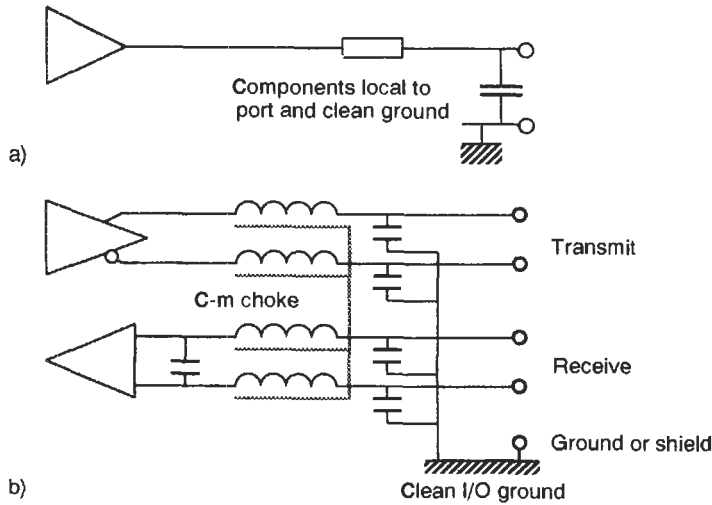 Components local to
port and clean ground
a)
Transmit
C-m choke
Receive
Ground or shield
Clean I/O ground
b)